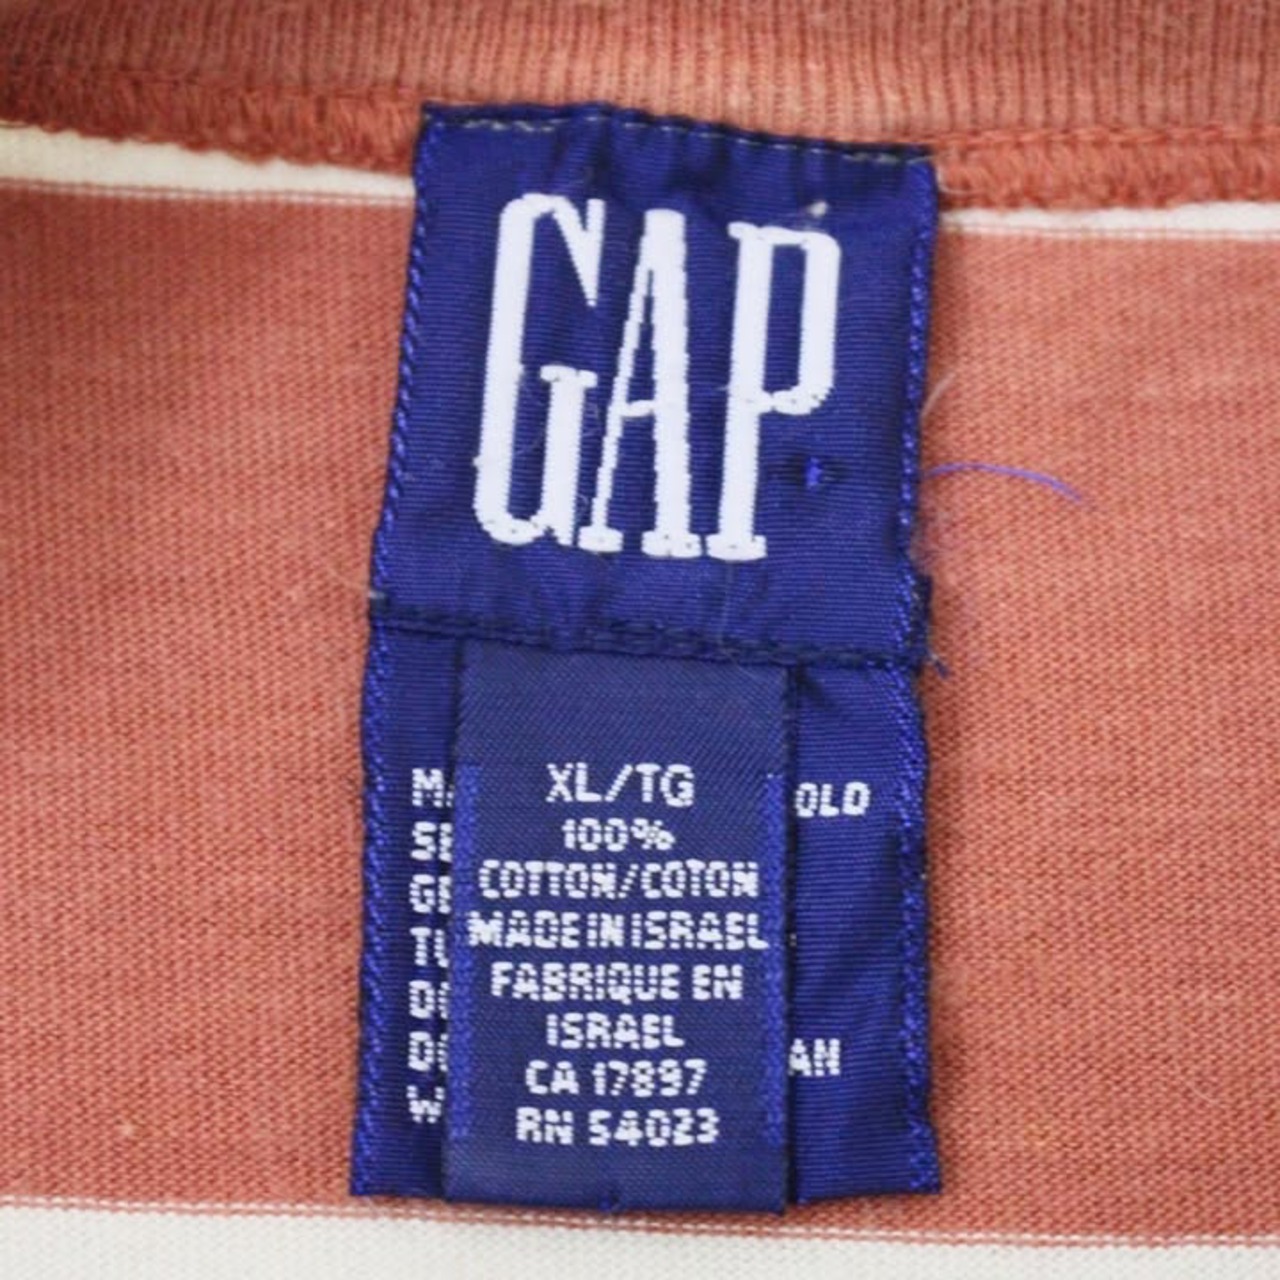 GAP
XL/TG
100%
COTTON/COTON
MADE IN ISRAEL
FABRIQUE EN
ISRAEL
CA 17897
RN 54023